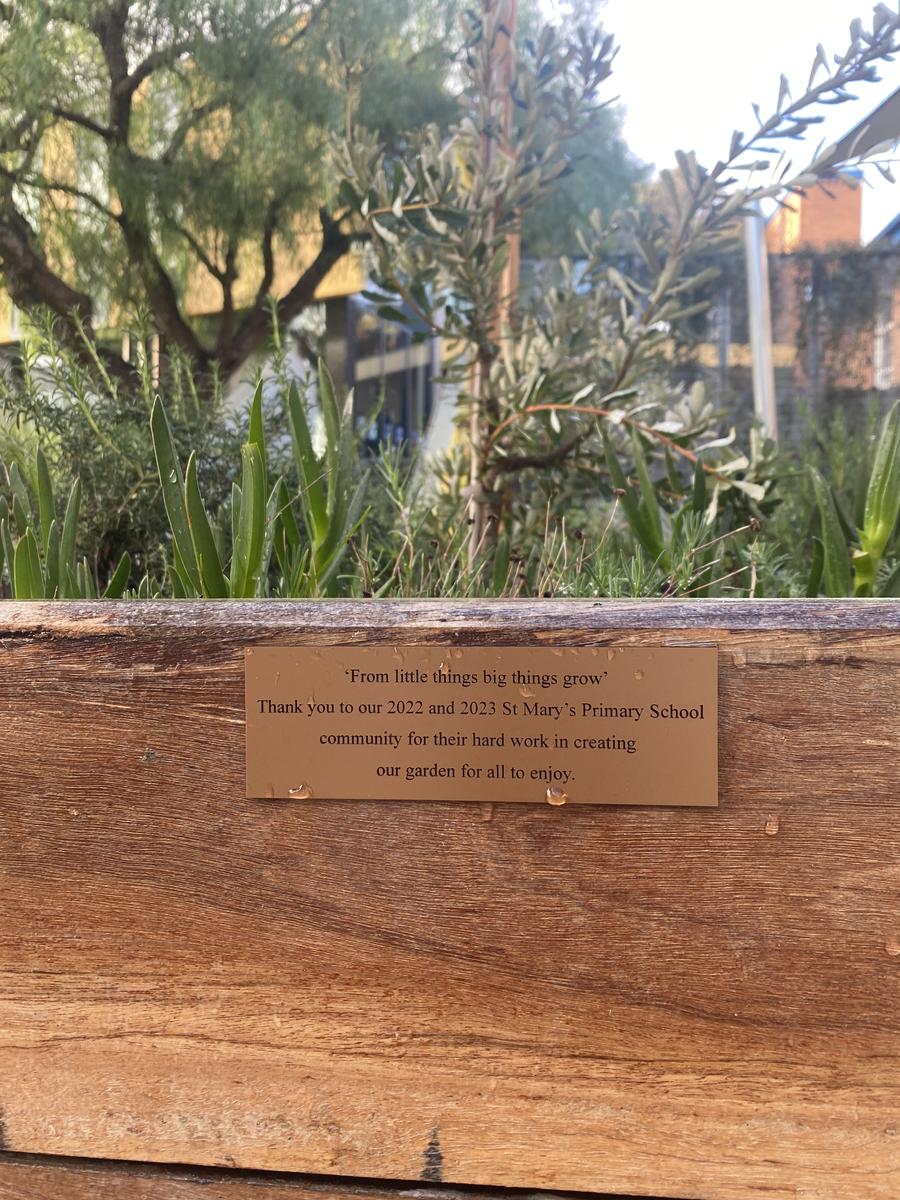 ‘From little things big things grow’
Thank you to our 2022 and 2023 St Mary’s Primary School
community for their hard work in creating
our garden for all to enjoy.